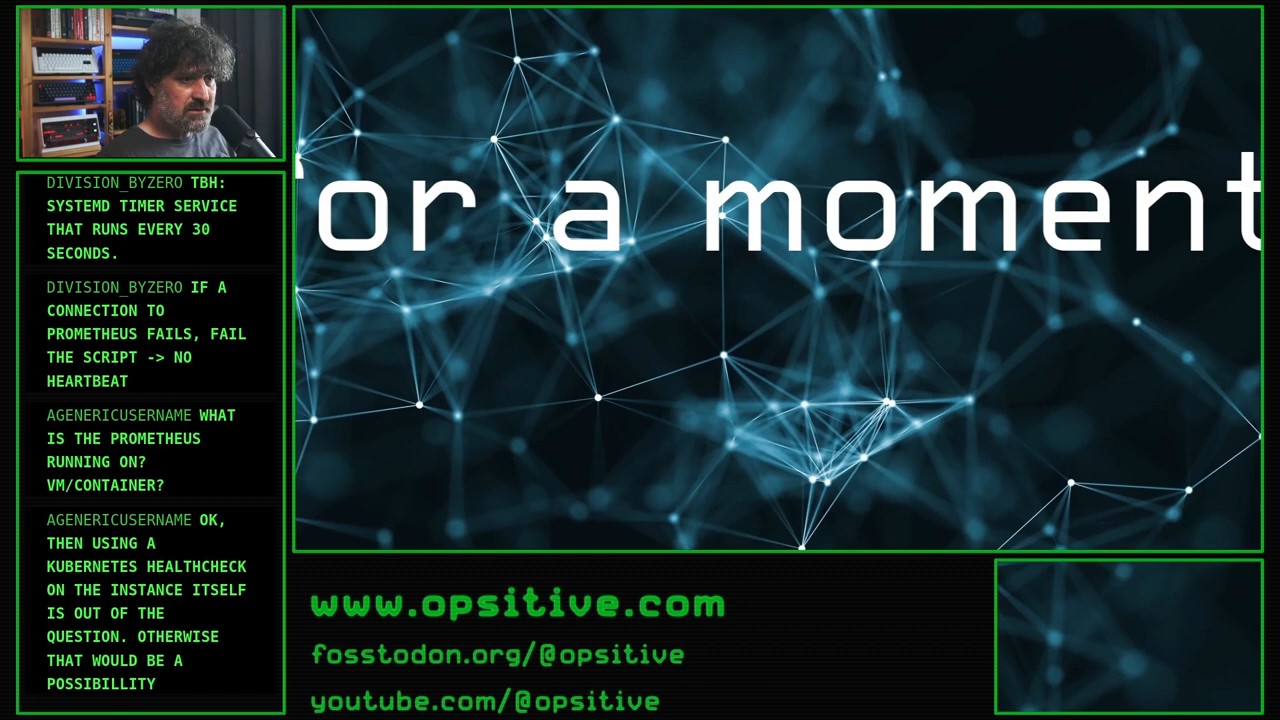 DIVISION_BYZERO TBH:
SYSTEMD TIMER SERVICE
THAT RUNS EVERY 30
SECONDS.
DIVISION_BYZERO IF A
CONNECTION TO
PROMETHEUS FAILS, FAIL
THE SCRIPT -> NO
HEARTBEAT
AGENERICUSERNAME WHAT
IS THE PROMETHEUS
RUNNING ON?
VM/CONTAINER?
AGENERICUSERNAME OK,
THEN USING A
KUBERNETES HEALTHCHECK
ON THE INSTANCE ITSELF
IS OUT OF THE
QUESTION. OTHERWISE
THAT WOULD BE A
POSSIBILLITY
or a moment
www.opsitive.com
fosstodon.org/@opsitive
youtube.com/@opsitive